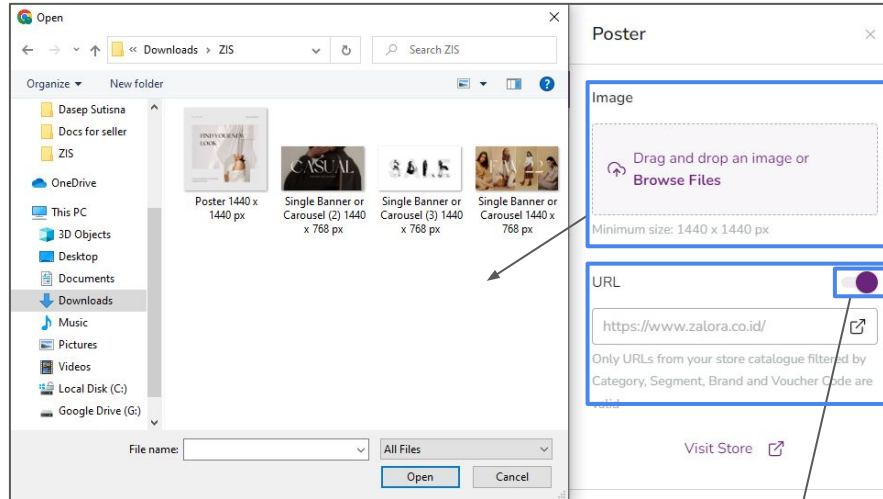 Open
Downloads > ZIS
Search ZIS
Organize
New folder
Dasep Sutisna
Docs for seller
ZIS
OneDrive
This PC
3D Objects
Desktop
Documents
Downloads
Music
Pictures
Videos
Local Disk (C:)
Google Drive (G:)
FIND YOUR NEW
LOOK
CASUAL
SALE
Poster 1440 x
1440 px
Single Banner or
Carousel (2) 1440
x 768 px
Single Banner or
Carousel (3) 1440
x 768 px
Single Banner or
Carousel 1440 x
768 px
File name:
All Files
Open
Cancel
Poster
Image
Drag and drop an image or
Browse Files
Minimum size: 1440 x 1440 px
URL
https://www.zalora.co.id/
Only URLs from your store catalogue filtered by
Category, Segment, Brand and Voucher Code are
valid
Visit Store